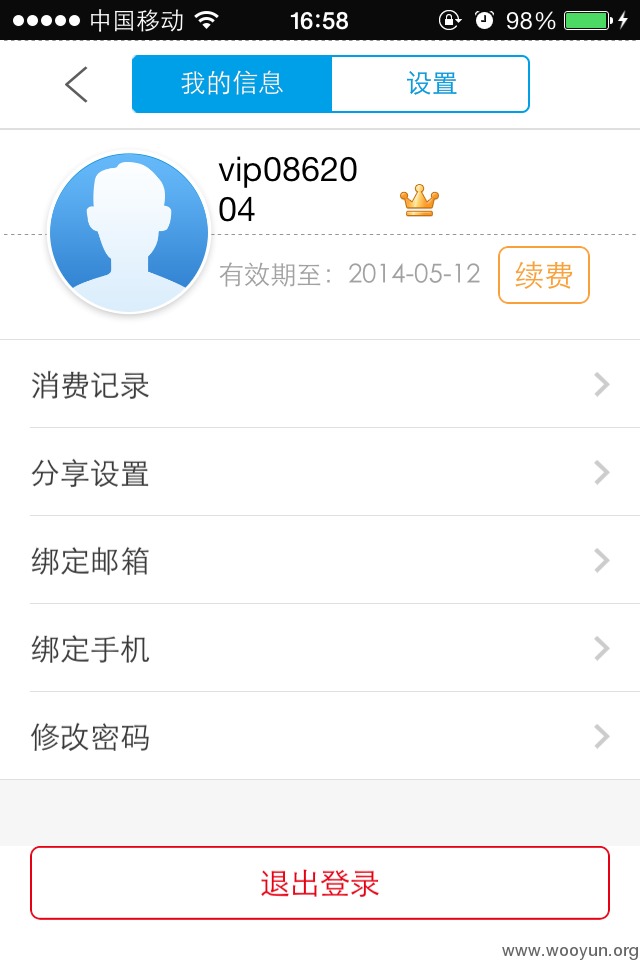 中国移动 16:58 98%
我的信息 设置
vip08620
04
有效期至：2014-05-12 续费
消费记录
分享设置
绑定邮箱
绑定手机
修改密码
退出登录
www.wooyun.org